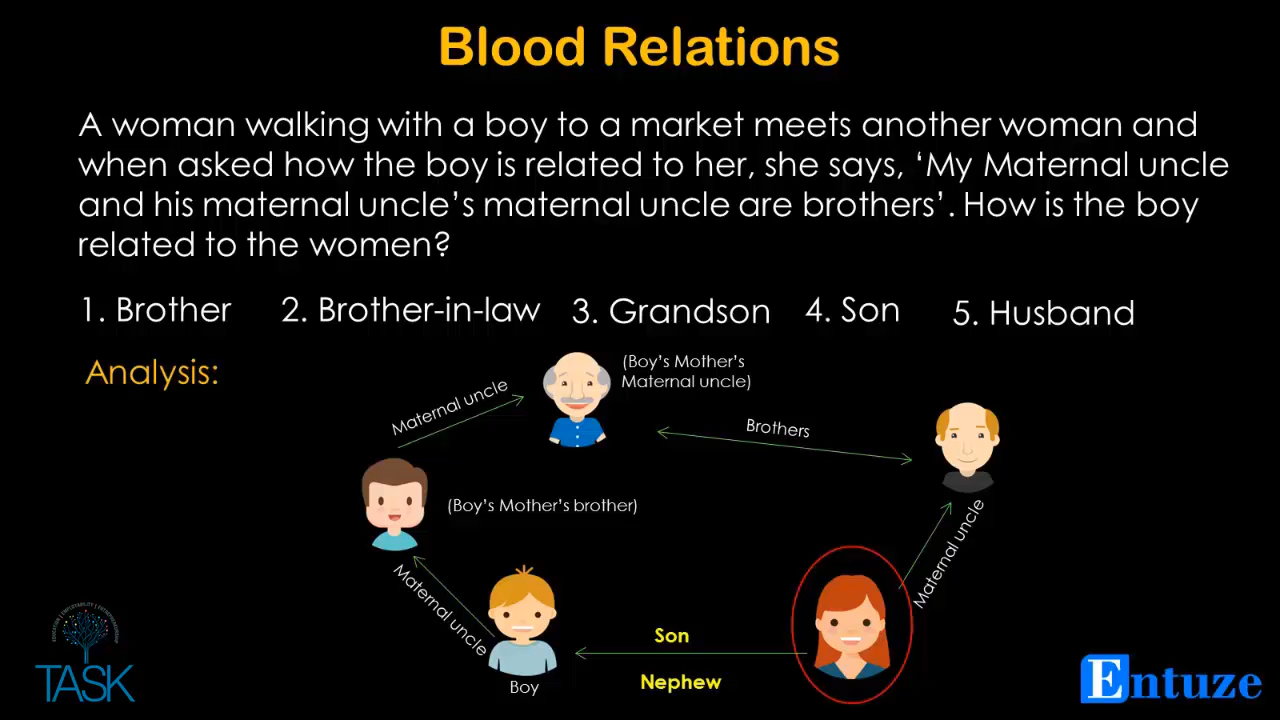 Blood Relations
A woman walking with a boy to a market meets another woman and
when asked how the boy is related to her, she says, ‘My Maternal uncle
and his maternal uncle’s maternal uncle are brothers’. How is the boy
related to the women?
1. Brother 2. Brother-in-law 3. Grandson 4. Son 5. Husband
Analysis:
(Boy’s Mother’s
Maternal uncle)
Maternal uncle
Brothers
(Boy’s Mother’s brother)
Maternal uncle
Maternal uncle
Son
Nephew
Boy
TASK
Entuze